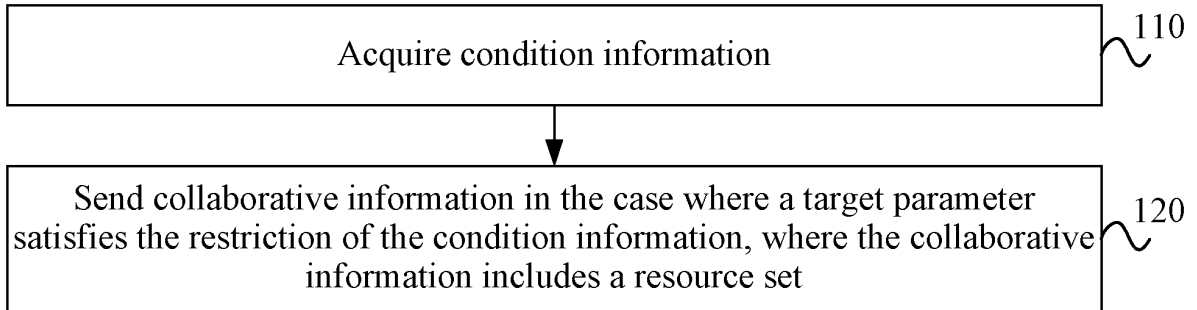 110
Acquire condition information
Send collaborative information in the case where a target parameter
120
satisfies the restriction of the condition information, where the collaborative
information includes a resource set